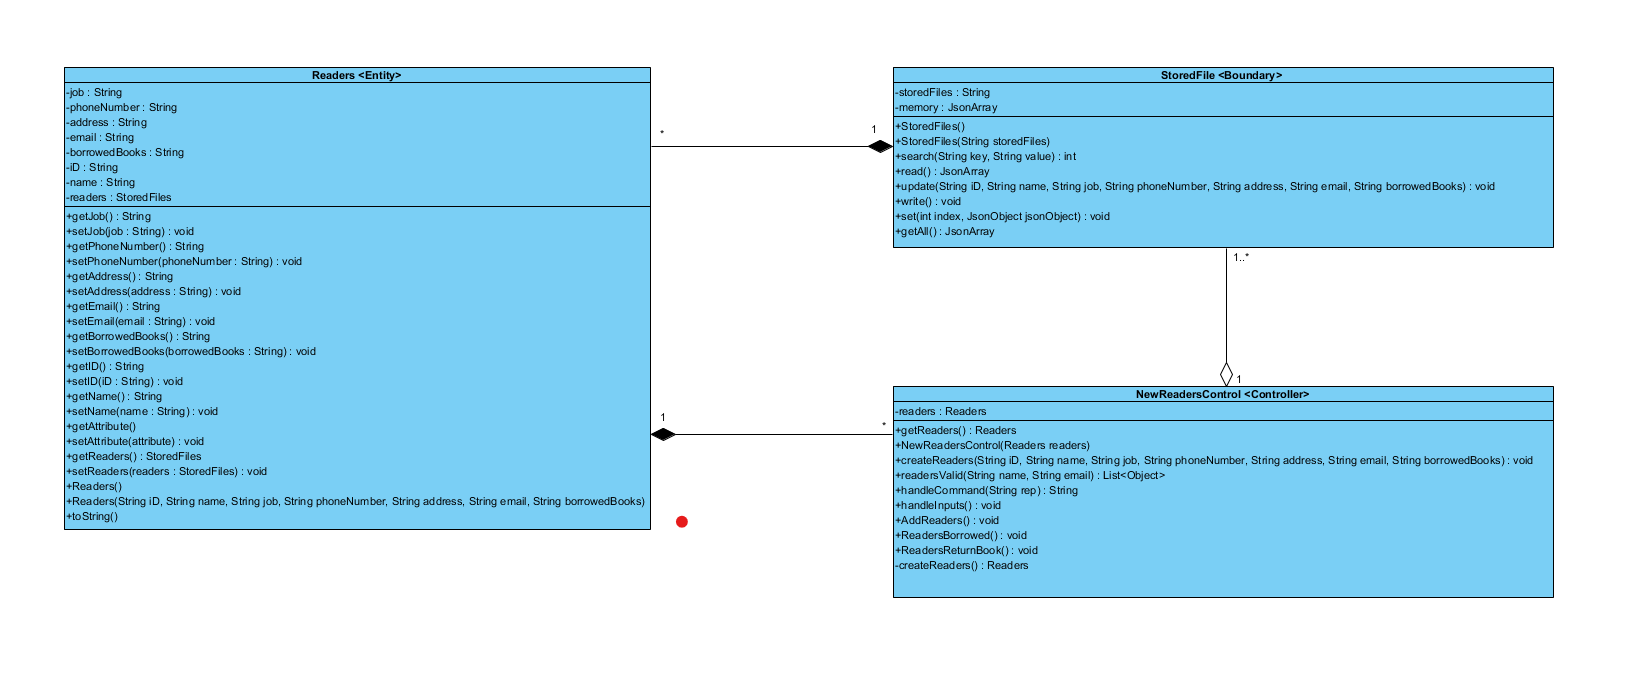 Readers <Entity>
-job : String
-phoneNumber : String
-address : String
-email : String
-borrowedBooks : String
-iD : String
-name : String
-readers : StoredFiles
+getJob() : String
+setJob(job : String) : void
+getPhoneNumber() : String
+setPhoneNumber(phoneNumber : String) : void
+getAddress() : String
+setAddress(address : String) : void
+getEmail() : String
+setEmail(email : String) : void
+getBorrowedBooks() : String
+setBorrowedBooks(borrowedBooks : String) : void
+getID() : String
+setID(iD : String) : void
+getName() : String
+setName(name : String) : void
+getAttribute()
+setAttribute(attribute) : void
+getReaders() : StoredFiles
+setReaders(readers : StoredFiles) : void
+Readers()
+Readers(String iD, String name, String job, String phoneNumber, String address, String email, String borrowedBooks)
+toString()
*
1
StoredFile <Boundary>
-storedFiles : String
-memory : JsonArray
+StoredFiles()
+StoredFiles(String storedFiles)
+search(String key, String value) : int
+read() : JsonArray
+update(String iD, String name, String job, String phoneNumber, String address, String email, String borrowedBooks) : void
+write() : void
+set(int index, JsonObject jsonObject) : void
+getAll() : JsonArray
1..*
1
1
*
NewReadersControl <Controller>
-readers : Readers
+getReaders() : Readers
+NewReadersControl(Readers readers)
+createReaders(String iD, String name, String job, String phoneNumber, String address, String email, String borrowedBooks) : void
+readersValid(String name, String email) : List<Object>
+handleCommand(String rep) : String
+handleInputs() : void
+AddReaders() : void
+ReadersBorrowed() : void
+ReadersReturnBook() : void
-createReaders() : Readers